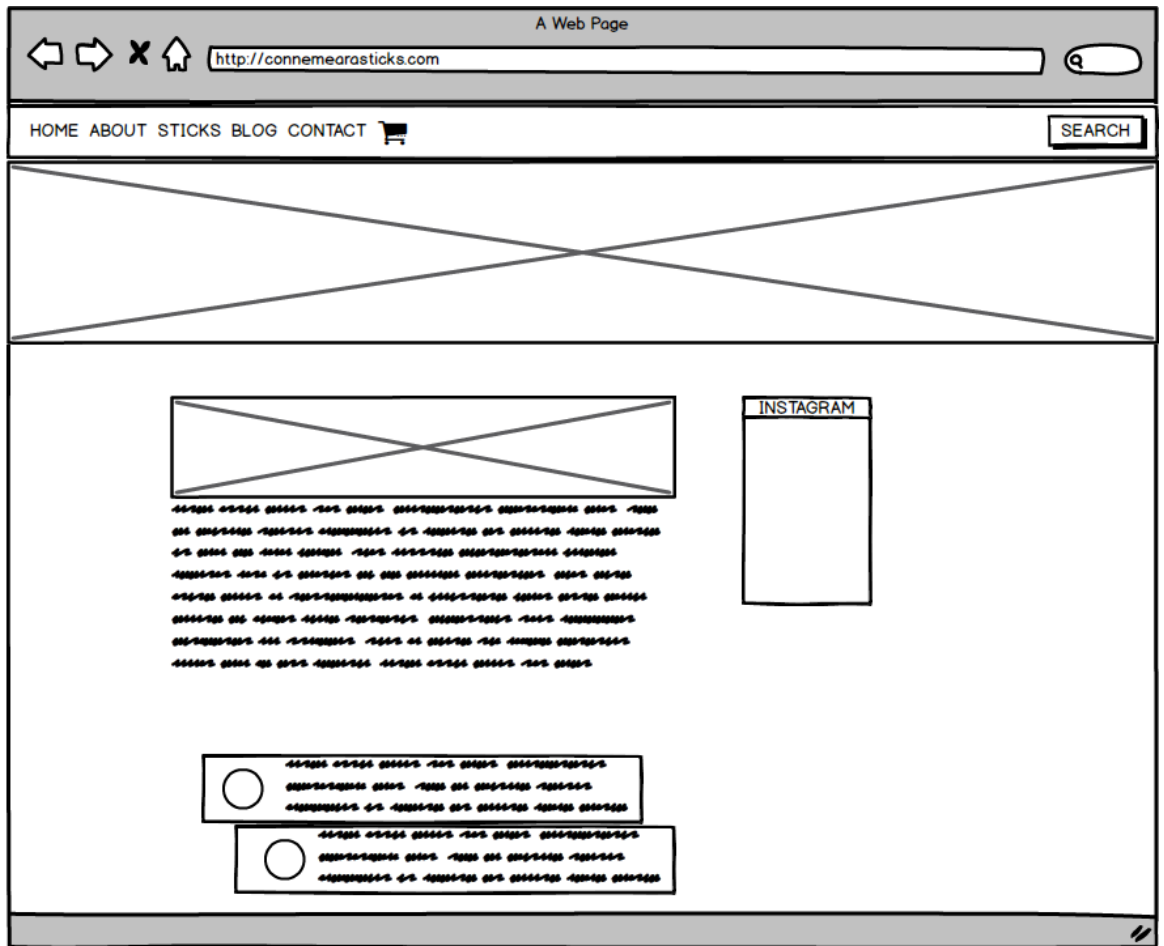 A Web Page
http://connemearasticks.com
HOME ABOUT STICKS BLOG CONTACT
SEARCH
INSTAGRAM